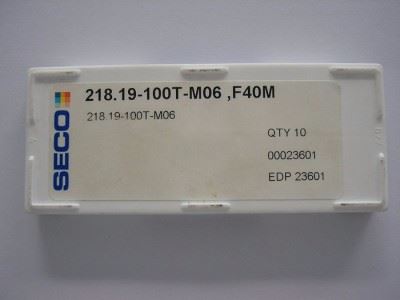 SECO
218.19-100T-M06 ,F40M
218.19-100T-M06
QTY 10
00023601
EDP 23601